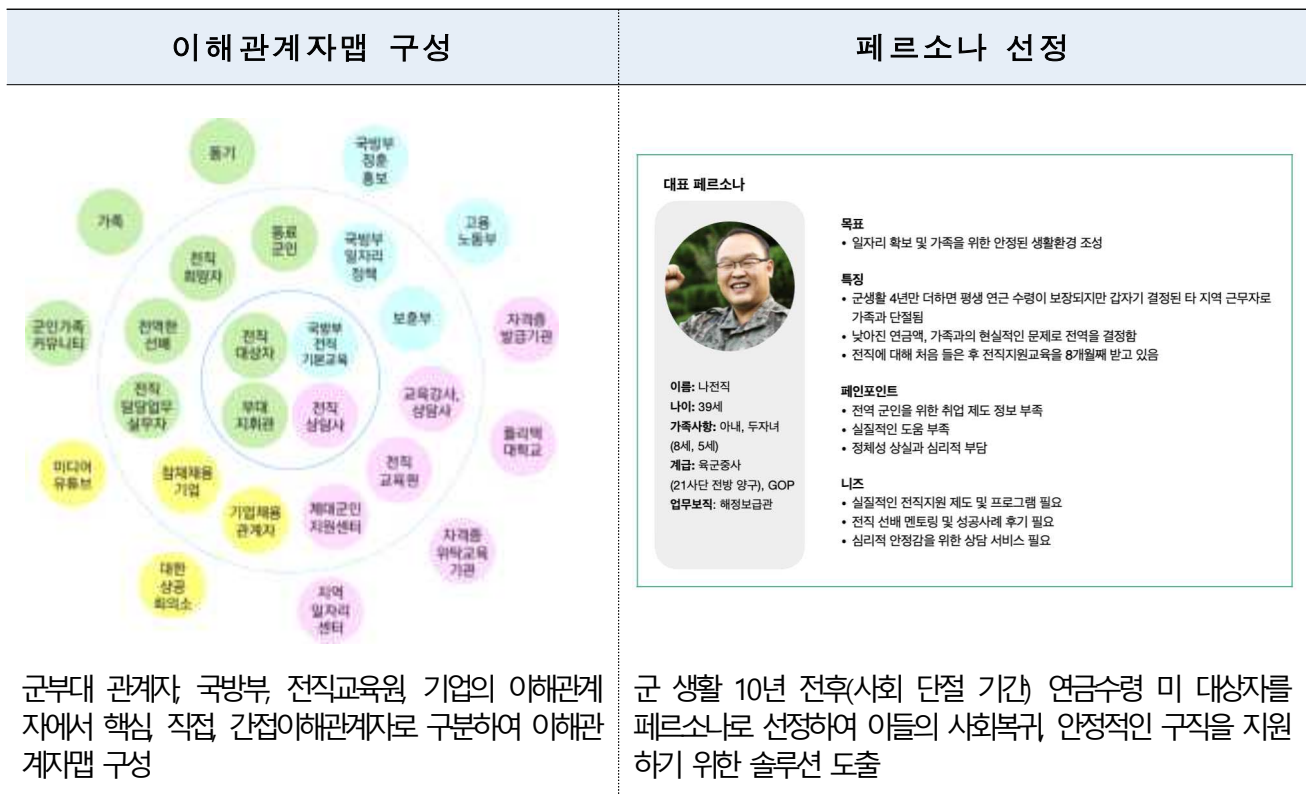 이해관계자맵 구성
페르소나 선정
동기
국방부
정훈
홍보
가족
고용
노동부
동료
군인
국방부
일자리
정책
전직
희망자
군인가족
커뮤니티
전역한
선배
보훈부
자격증
발급기관
전직
대상자
국방부
전직
기본교육
전직
담당업무
실무자
부대
지휘관
전직
상담사
교육강사,
상담사
폴리텍
대학교
미디어
유튜브
잠재채용
기업
전직
교육원
기업채용
관계자
제대군인
지원센터
자격증
위탁교육
기관
대한
상공
회의소
지역
일자리
센터
대표 페르소나
이름: 나전직
나이: 39세
가족사항: 아내, 두자녀
(8세, 5세)
계급: 육군중사
(21사단 전방 양구), GOP
업무보직: 해정보급관
목표
• 일자리 확보 및 가족을 위한 안정된 생활환경 조성
특징
• 군생활 4년만 더하면 평생 연근 수령이 보장되지만 갑자기 결정된 타 지역 근무자로
가족과 단절됨
• 낮아진 연금액, 가족과의 현실적인 문제로 전역을 결정함
• 전직에 대해 처음 들은 후 전직지원교육을 8개월째 받고 있음
페인포인트
• 전역 군인을 위한 취업 제도 정보 부족
• 실질적인 도움 부족
• 정체성 상실과 심리적 부담
니즈
• 실질적인 전직지원 제도 및 프로그램 필요
• 전직 선배 멘토링 및 성공사례 후기 필요
• 심리적 안정감을 위한 상담 서비스 필요
군부대 관계자, 국방부, 전직교육원, 기업의 이해관계
자에서 핵심, 직접, 간접이해관계자로 구분하여 이해관
계자맵 구성
군 생활 10년 전후(사회 단절 기간) 연금수령 미 대상자를
페르소나로 선정하여 이들의 사회복귀, 안정적인 구직을 지원
하기 위한 솔루션 도출